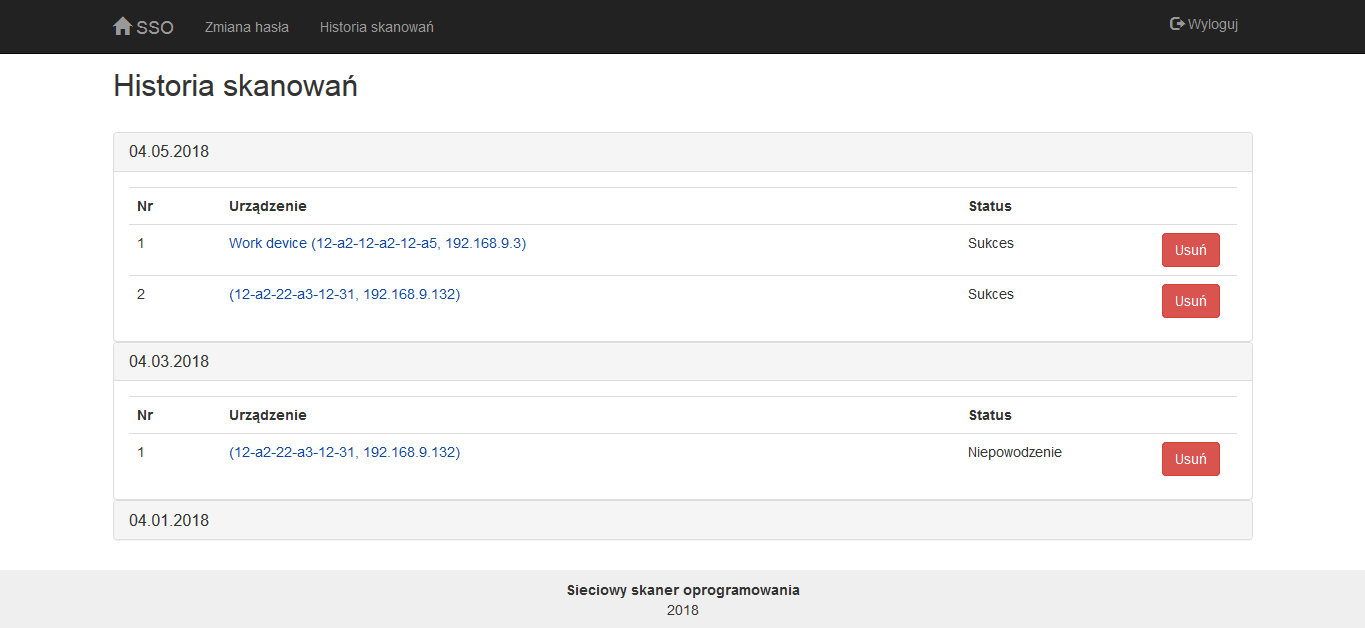 SSO Zmiana hasła Historia skanowań Wyloguj
Historia skanowań
04.05.2018
Nr Urządzenie Status
1 Work device (12-a2-12-a2-12-a5, 192.168.9.3) Sukces Usuń
2 (12-a2-22-a3-12-31, 192.168.9.132) Sukces Usuń
04.03.2018
Nr Urządzenie Status
1 (12-a2-22-a3-12-31, 192.168.9.132) Niepowodzenie Usuń
04.01.2018
Sieciowy skaner oprogramowania
2018